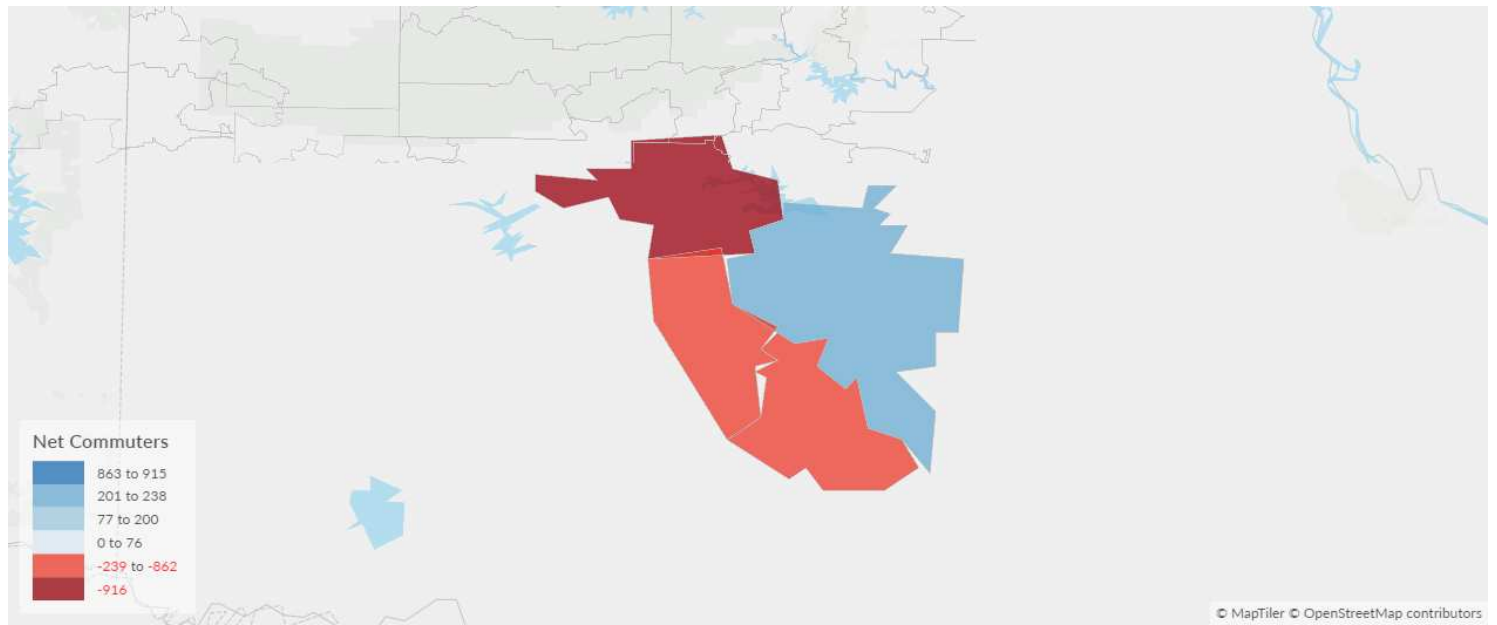 Net Commuters
863 to 915
201 to 238
77 to 200
0 to 76
-239 to -862
-916
© MapTiler © OpenStreetMap contributors